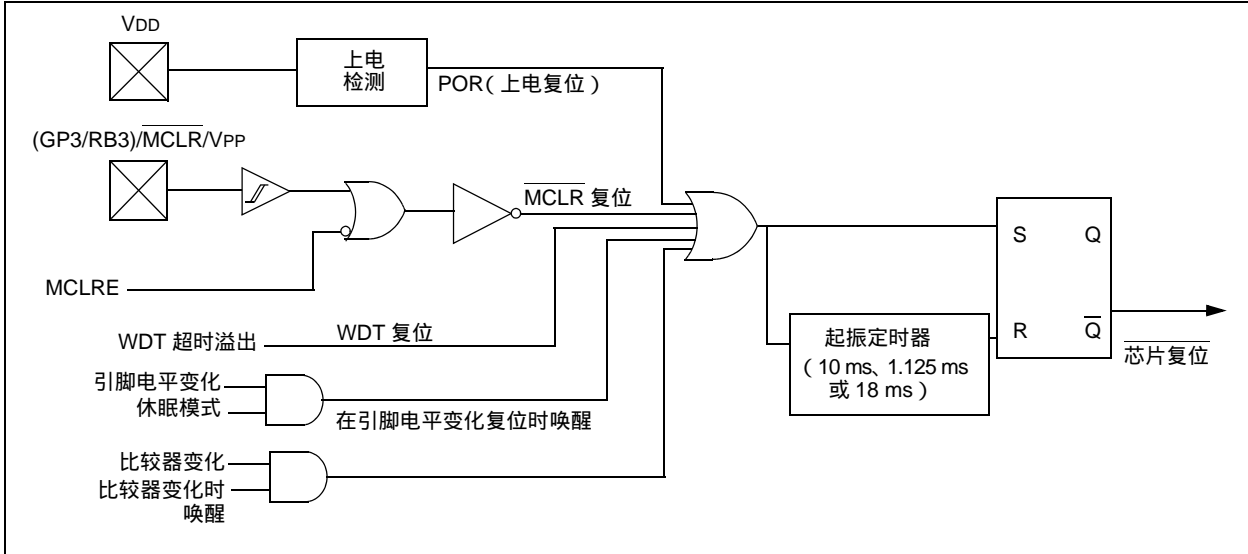 VDD
上电
检测
POR（上电复位）
(GP3/RB3)/MCLR/VPP
MCLR 复位
S Q
MCLRE
R Q
起振定时器
（10 ms、1.125 ms
或 18 ms）
芯片复位
WDT 超时溢出
WDT 复位
引脚电平变化
休眠模式
在引脚电平变化复位时唤醒
比较器变化
比较器变化时
唤醒